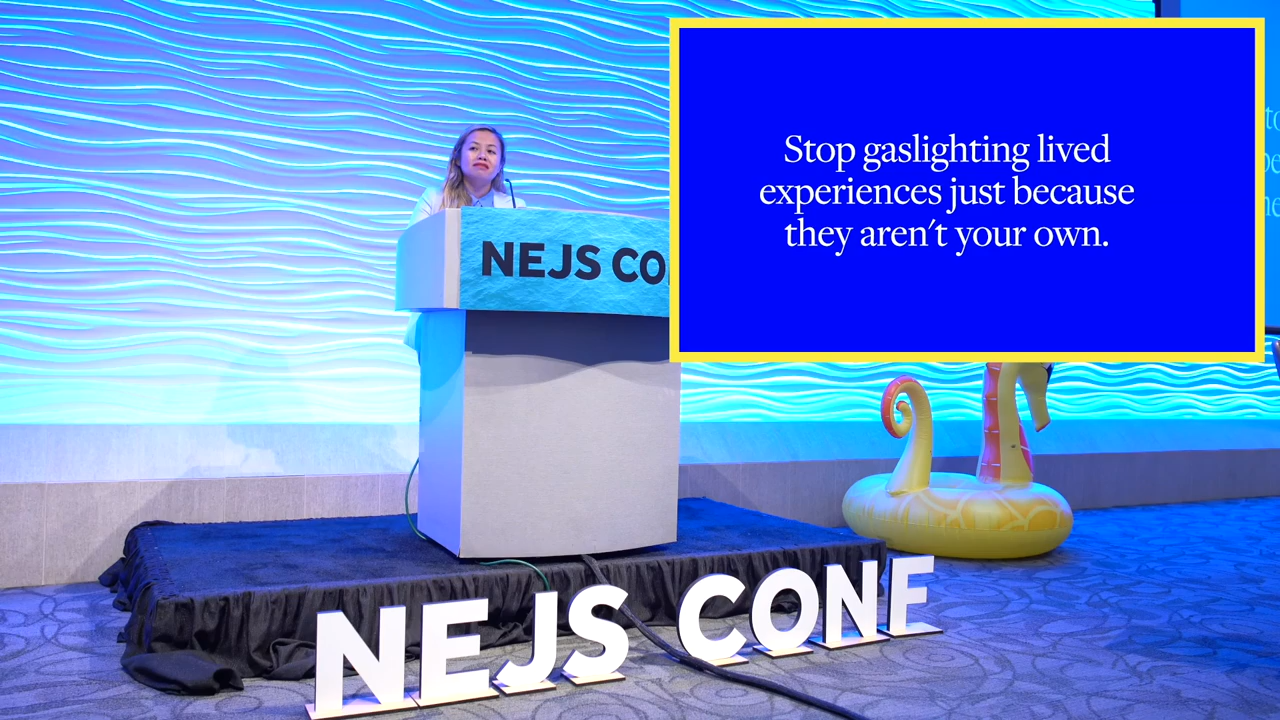 Stop gaslighting lived
experiences just because
they aren't your own.
NEJS CO
NEJS CONF